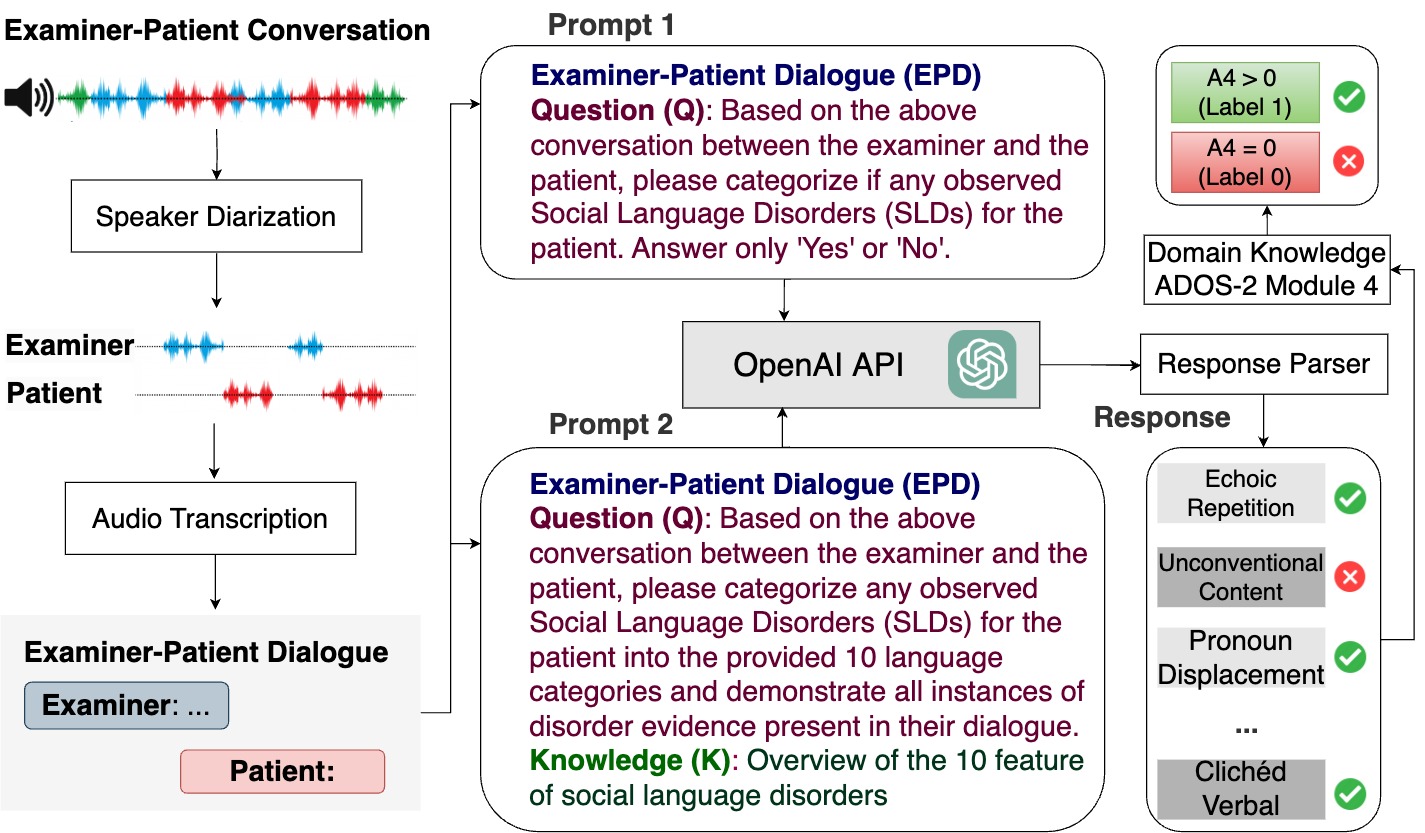 Examiner-Patient Conversation
Speaker Diarization
Examiner
Patient
Audio Transcription
Examiner-Patient Dialogue
Examiner: ...
Patient:
Prompt 1
Examiner-Patient Dialogue (EPD)
Question (Q): Based on the above
conversation between the examiner and the
patient, please categorize if any observed
Social Language Disorders (SLDs) for the
patient. Answer only 'Yes' or 'No'.
OpenAI API
Prompt 2
Examiner-Patient Dialogue (EPD)
Question (Q): Based on the above
conversation between the examiner and the
patient, please categorize any observed
Social Language Disorders (SLDs) for the
patient into the provided 10 language
categories and demonstrate all instances of
disorder evidence present in their dialogue.
Knowledge (K): Overview of the 10 feature
of social language disorders
A4 > 0
(Label 1)
A4 = 0
(Label 0)
Domain Knowledge
ADOS-2 Module 4
Response Parser
Response
Echoic
Repetition
Unconventional
Content
Pronoun
Displacement
...
Clichéd
Verbal